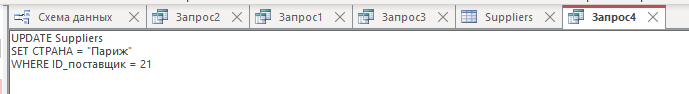 Схема данных Запрос2 Запрос1 Запрос3 Suppliers Запрос4
UPDATE Suppliers
SET СТРАНА = "Париж"
WHERE ID_поставщик = 21